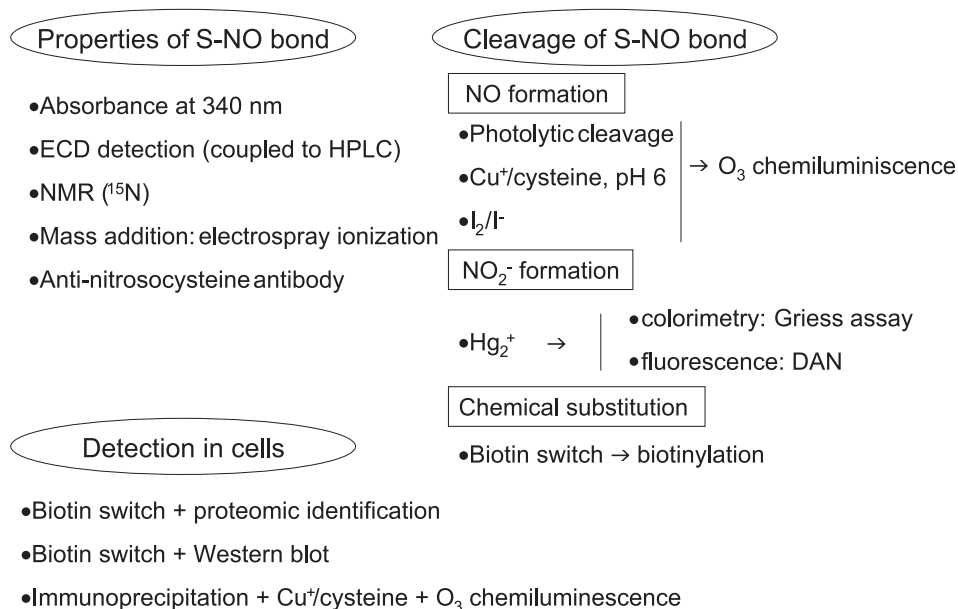 Properties of S-NO bond
•Absorbance at 340 nm
•ECD detection (coupled to HPLC)
•NMR (¹⁵N)
•Mass addition: electrospray ionization
•Anti-nitrosocysteine antibody
Cleavage of S-NO bond
NO formation
•Photolytic cleavage
•Cu⁺/cysteine, pH 6
•I₂/I⁻
→ O₃ chemiluminiscence
NO₂⁻ formation
•Hg₂⁺ →
•colorimetry: Griess assay
•fluorescence: DAN
Chemical substitution
•Biotin switch → biotinylation
Detection in cells
•Biotin switch + proteomic identification
•Biotin switch + Western blot
•Immunoprecipitation + Cu⁺/cysteine + O₃ chemiluminescence